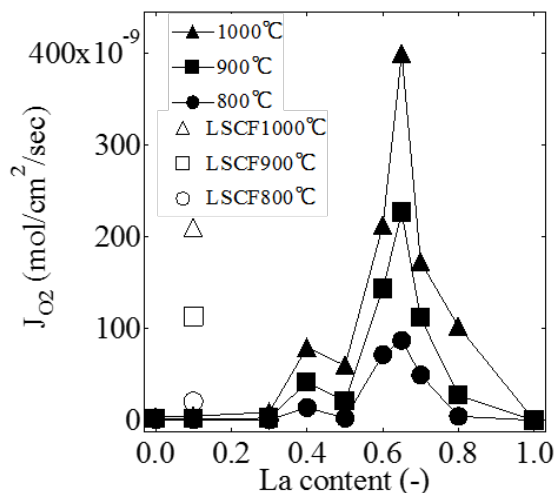 400x10⁻⁹
300
200
100
0
J_O2 (mol/cm²/sec)
1000℃
900℃
800℃
LSCF1000℃
LSCF900℃
LSCF800℃
0.0 0.2 0.4 0.6 0.8 1.0
La content (-)